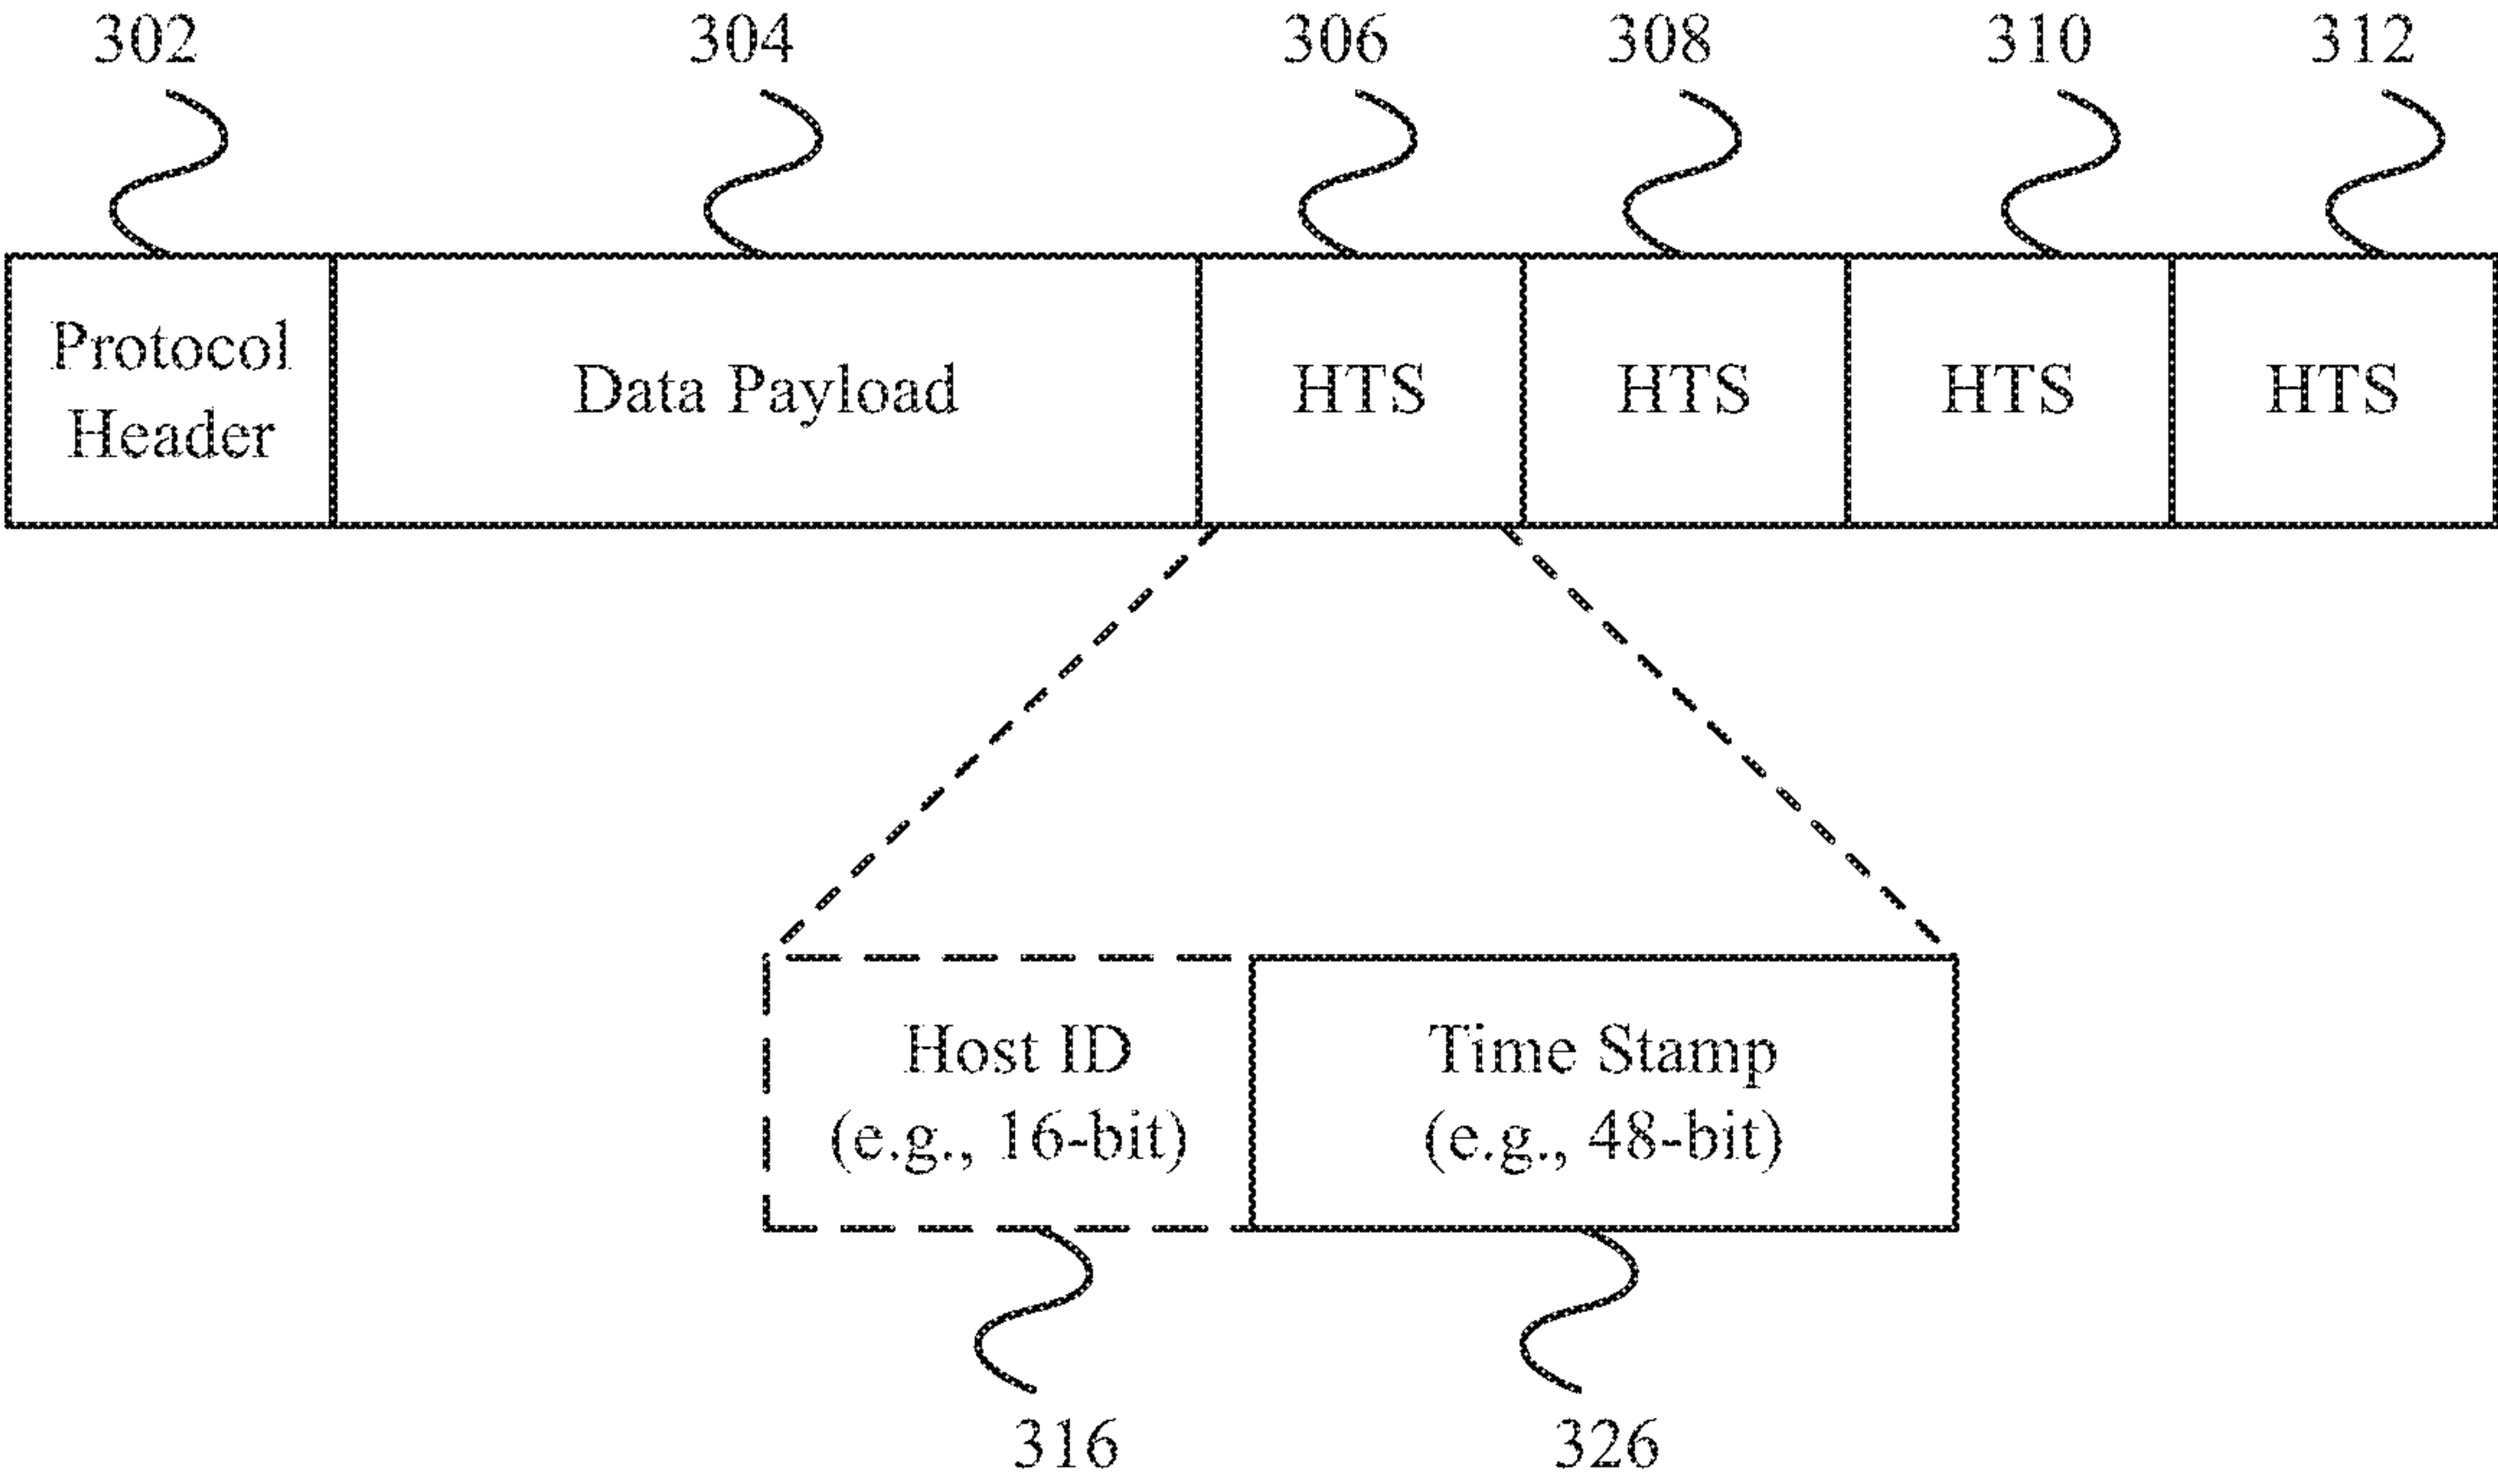 302 304 306 308 310 312
Protocol
Header
Data Payload
HTS
HTS
HTS
HTS
Host ID
(e.g., 16-bit)
Time Stamp
(e.g., 48-bit)
316 326